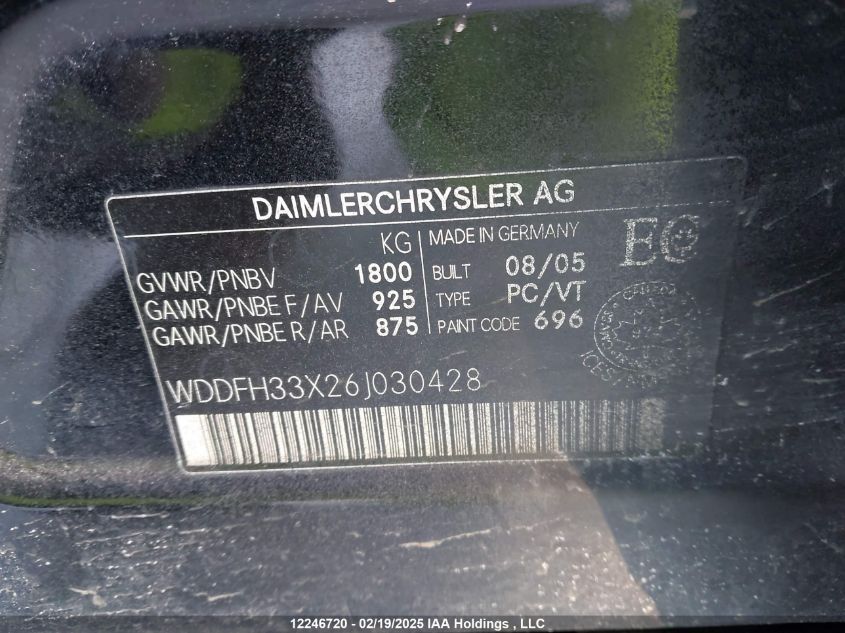 DAIMLERCHRYSLER AG
KG
GVWR/PNBV 1800
GAWR/PNBE F/AV 925
GAWR/PNBE R/AR 875
MADE IN GERMANY
BUILT 08/05
TYPE PC/VT
PAINT CODE 696
WDDFH33X26J030428
12246720 - 02/19/2025 IAA Holdings , LLC